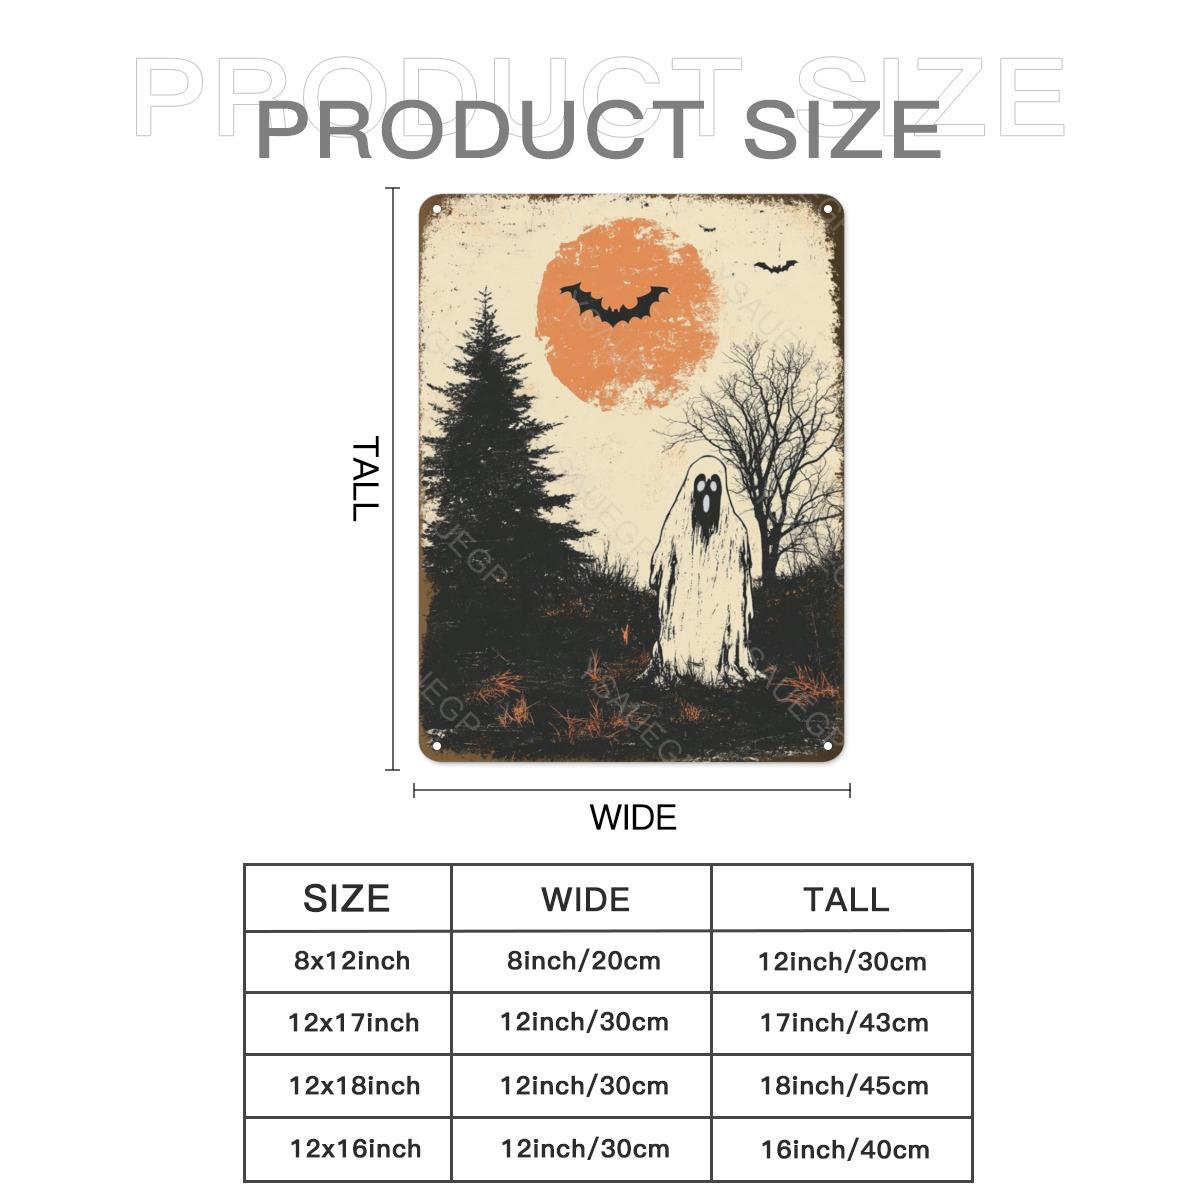 PRODUCT SIZE
PRODUCT SIZE
TALL
WIDE
SIZE WIDE TALL
8x12inch 8inch/20cm 12inch/30cm
12x17inch 12inch/30cm 17inch/43cm
12x18inch 12inch/30cm 18inch/45cm
12x16inch 12inch/30cm 16inch/40cm